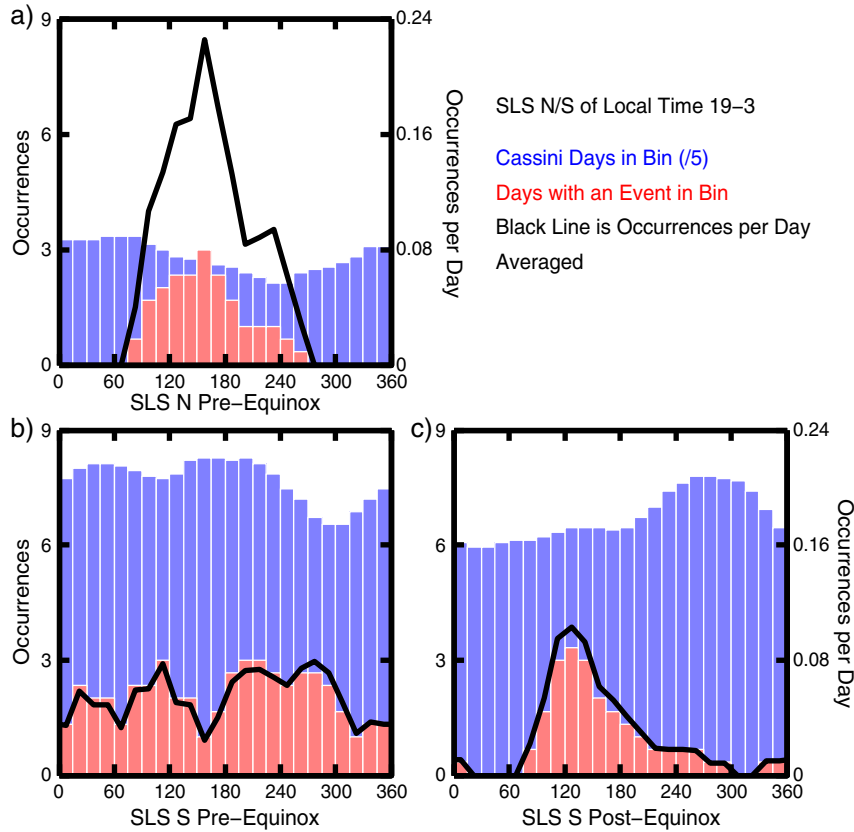 a)
9
6
3
0
Occurrences
0.24
0.16
0.08
0
Occurrences per Day
0 60 120 180 240 300 360
SLS N Pre−Equinox
SLS N/S of Local Time 19−3
Cassini Days in Bin (/5)
Days with an Event in Bin
Black Line is Occurrences per Day
Averaged
b)
9
6
3
0
Occurrences
0 60 120 180 240 300 360
SLS S Pre−Equinox
c)
9
6
3
0
0.24
0.16
0.08
0
Occurrences per Day
0 60 120 180 240 300 360
SLS S Post−Equinox